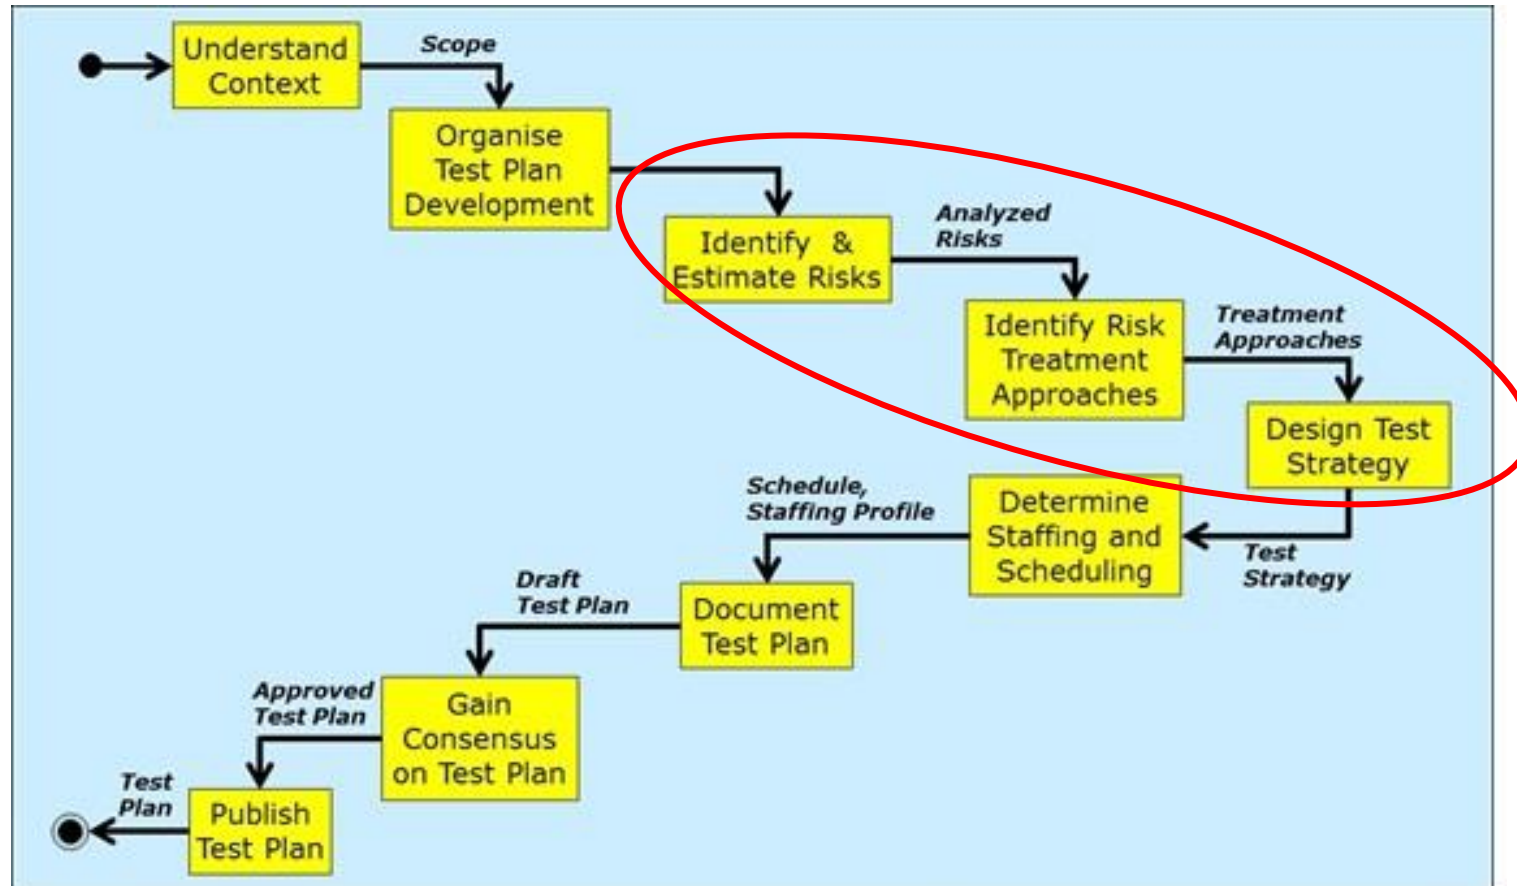 Understand
Context
Scope
Organise
Test Plan
Development
Identify &
Estimate Risks
Analyzed
Risks
Identify Risk
Treatment
Approaches
Treatment
Approaches
Design Test
Strategy
Test
Strategy
Determine
Staffing and
Scheduling
Schedule,
Staffing Profile
Document
Test Plan
Draft
Test Plan
Gain
Consensus
on Test Plan
Approved
Test Plan
Publish
Test Plan
Test
Plan